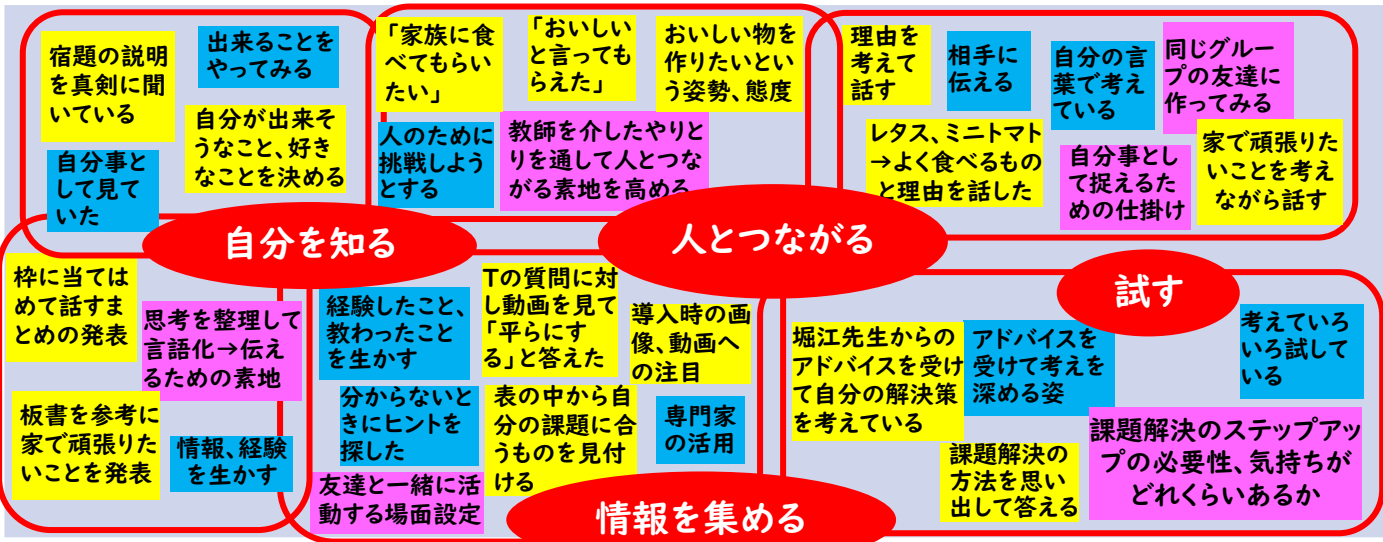 宿題の説明
を真剣に聞
いている
出来ることを
やってみる
自分が出来そ
うなこと、好き
なことを決める
自分事と
して見て
いた
自分を知る
「家族に食
べてもらい
たい」
「おいしい
と言っても
らえた」
おいしい物を
作りたいとい
う姿勢、態度
人のために
挑戦しよう
とする
教師を介したやりと
りを通して人とつな
がる素地を高める
人とつながる
理由を
考えて
話す
相手に
伝える
自分の言
葉で考え
ている
同じグルー
プの友達に
作ってみる
レタス、ミニトマト
→よく食べるもの
と理由を話した
自分事とし
て捉えるた
めの仕掛け
家で頑張りた
いことを考え
ながら話す
枠に当ては
めて話すま
とめの発表
思考を整理して
言語化→伝え
るための素地
板書を参考に
家で頑張りた
いことを発表
情報、経験
を生かす
経験したこと、
教わったこと
を生かす
Tの質問に対
し動画を見て
「平らにす
る」と答えた
導入時の画
像、動画へ
の注目
分からないと
きにヒントを
探した
表の中から自
分の課題に合
うものを見付
ける
専門家
の活用
友達と一緒に活
動する場面設定
情報を集める
試す
堀江先生からの
アドバイスを受け
て自分の解決策
を考えている
アドバイスを
受けて考えを
深める姿
考えていろ
いろ試して
いる
課題解決の
方法を思い
出して答える
課題解決のステップアッ
プの必要性、気持ちが
どれくらいあるか